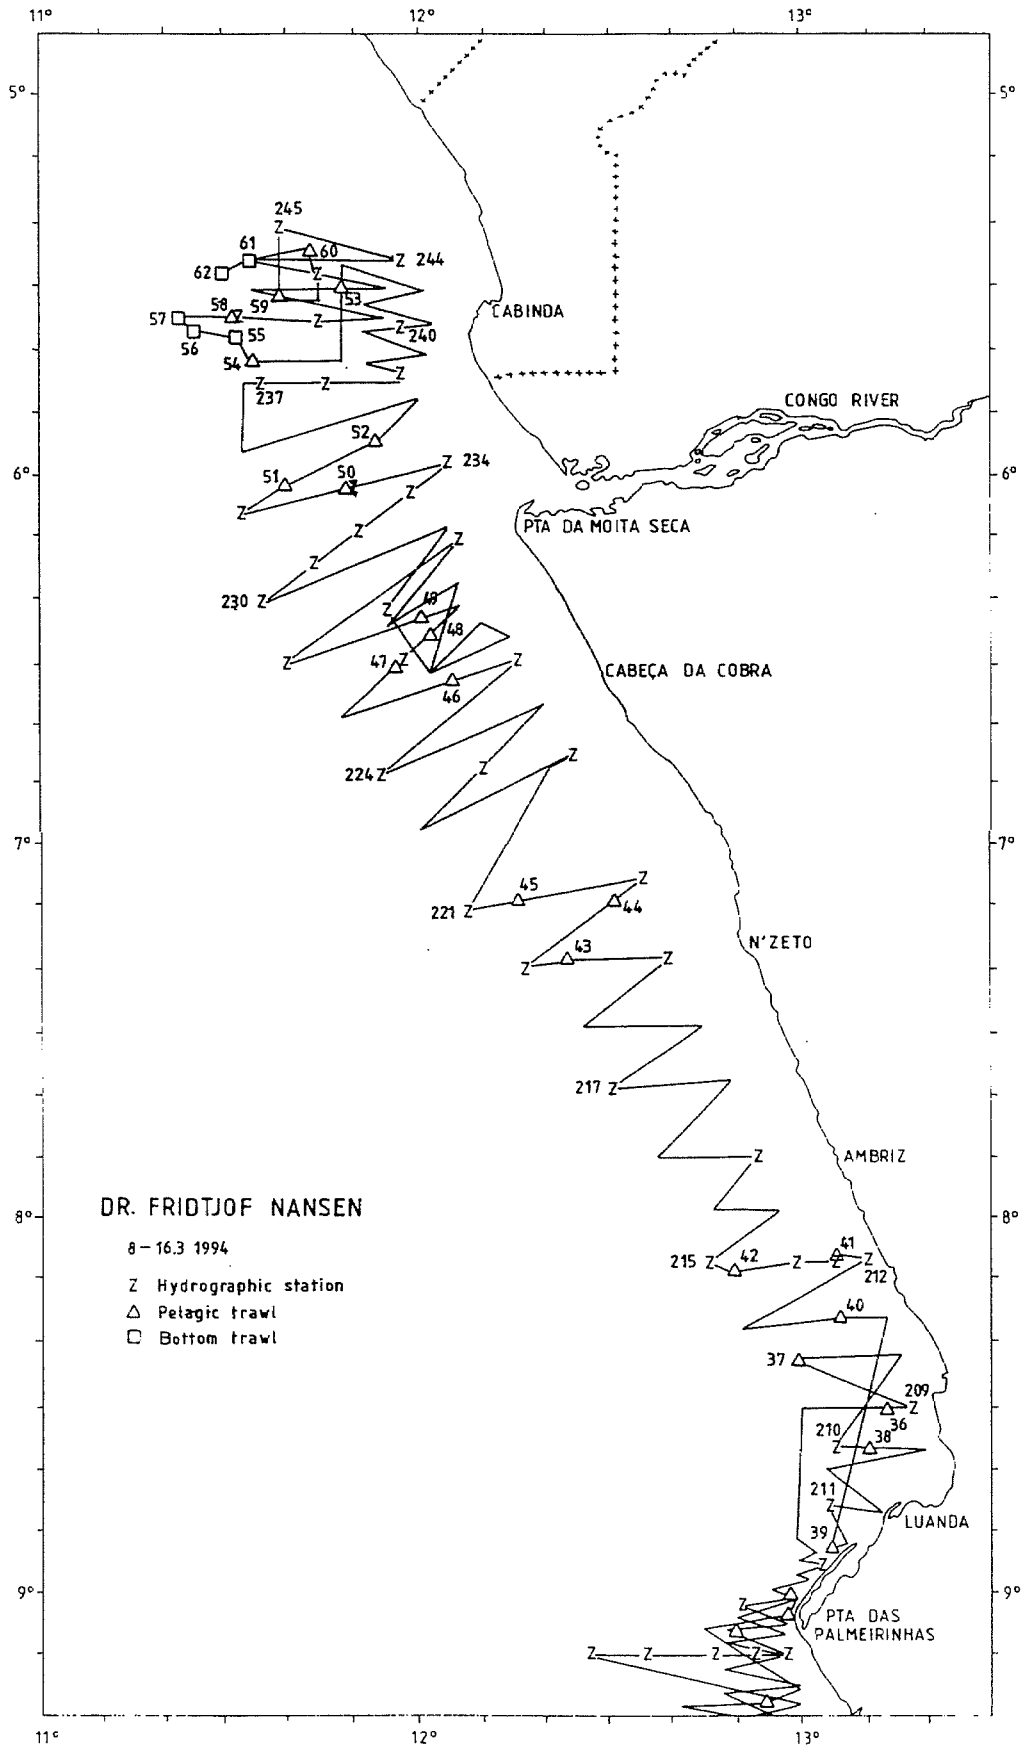 11° 12° 13°
5° 5°
245
61 60
244
62
59 53
58
57 CABINDA
55 240
56
54
237
CONGO RIVER
52
51 50 234
6° 6°
PTA DA MOITA SECA
230 49
48
47
CABEÇA DA COBRA
46
224
7° 7°
45
221 44
43 N'ZETO
217
AMBRIZ
DR. FRIDTJOF NANSEN
8° 8°
8-16.3 1994
41
215 42
212
Z Hydrographic station
40
△ Pelagic trawl
□ Bottom trawl
37
209
36
210 38
211
LUANDA
39
9° 9°
PTA DAS
PALMEIRINHAS
11° 12° 13°